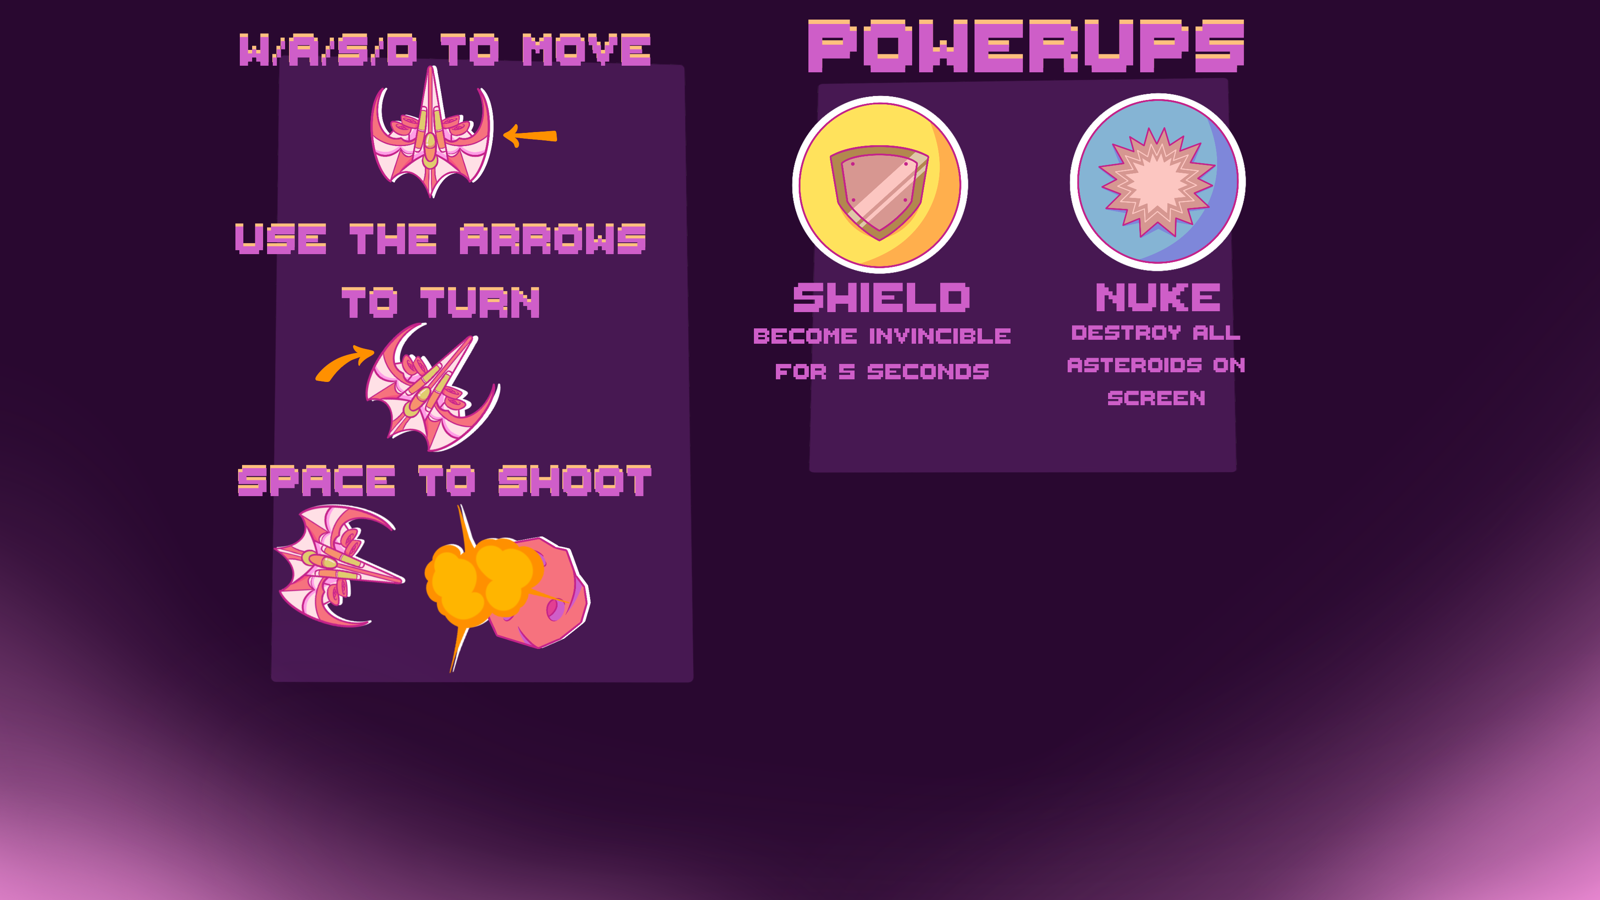 W/A/S/D TO MOVE
USE THE ARROWS
TO TURN
SPACE TO SHOOT
POWERUPS
SHIELD
BECOME INVINCIBLE
FOR 5 SECONDS
NUKE
DESTROY ALL
ASTEROIDS ON
SCREEN